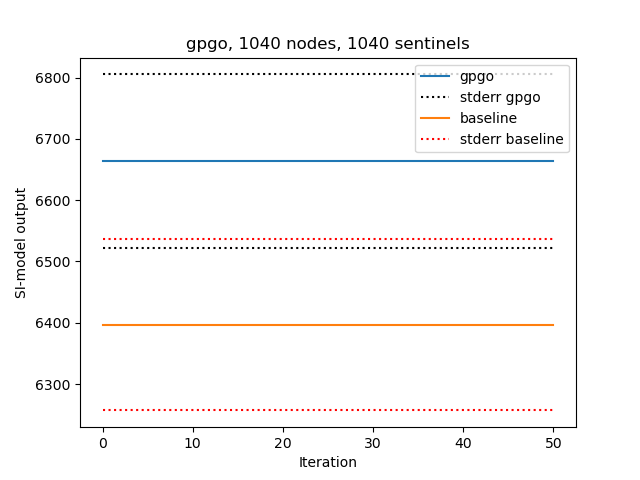 gpgo, 1040 nodes, 1040 sentinels
6800
6700
6600
6500
6400
6300
SI-model output
gpgo
stderr gpgo
baseline
stderr baseline
0 10 20 30 40 50
Iteration